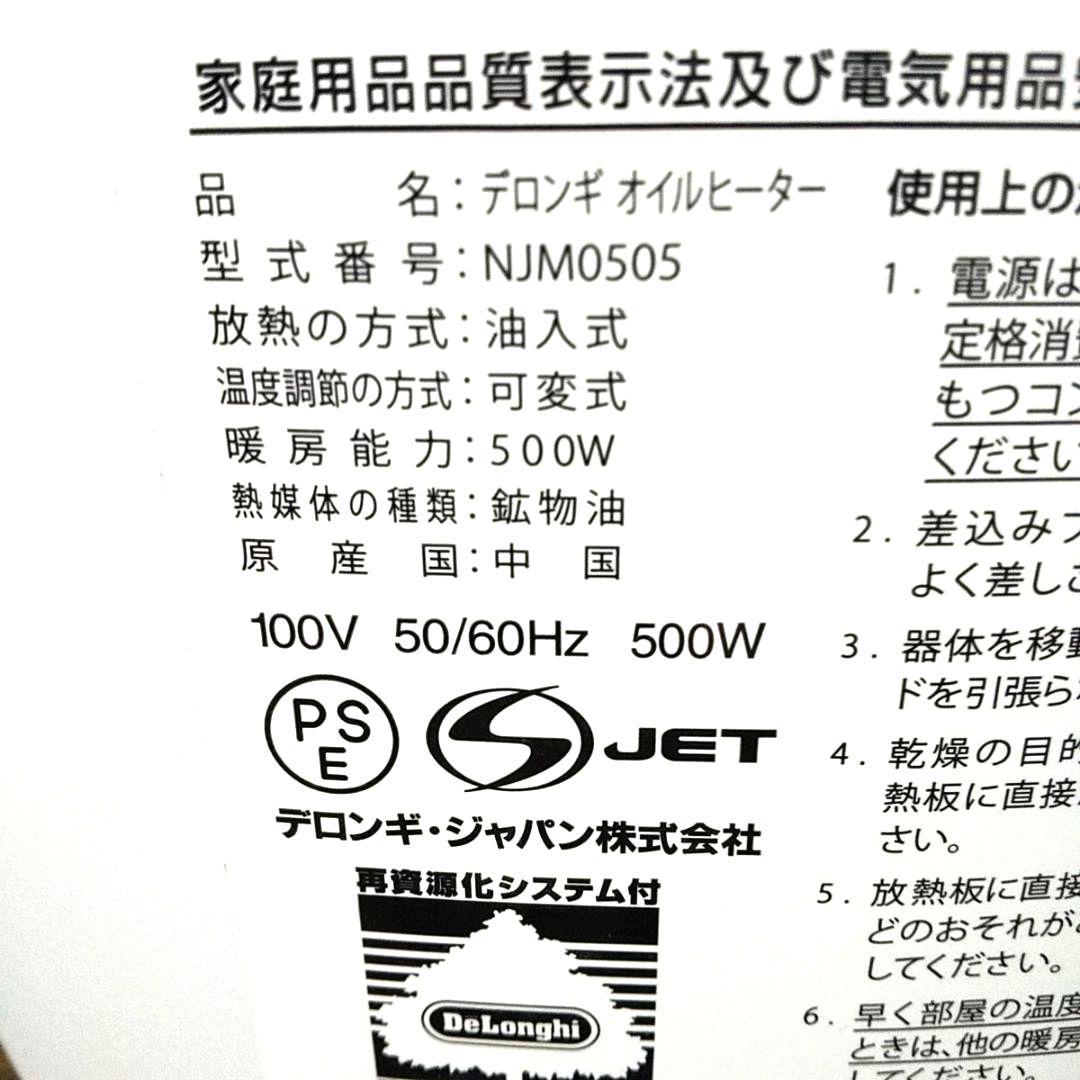 家庭用品品質表示法及び電気用品
品名：デロンギ オイルヒーター
型式番号：NJM0505
放熱の方式：油入式
温度調節の方式：可変式
暖房能力：500W
熱媒体の種類：鉱物油
原産国：中国
100V 50/60Hz 500W
PSE
JET
デロンギ・ジャパン株式会社
再資源化システム付
DeLonghi
使用上の
1. 電源は
定格消
もつコン
ください
2. 差込みプ
よく差しこ
3. 器体を移動
ドを引張ら
4. 乾燥の目的
熱板に直接
さい。
5. 放熱板に直接
どのおそれが
してください。
6. 早く部屋の温度
ときは、他の暖房
してください。